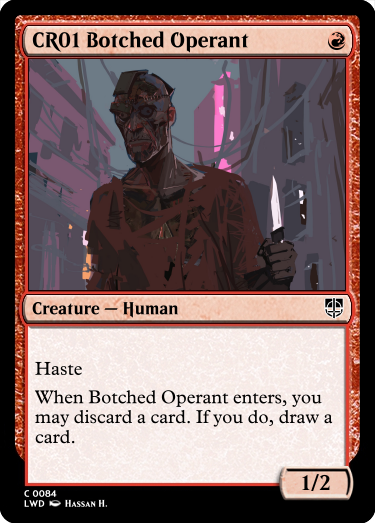 CR01 Botched Operant
Creature — Human
Haste
When Botched Operant enters, you
may discard a card. If you do, draw a
card.
1/2
C 0084
LWD Hassan H.